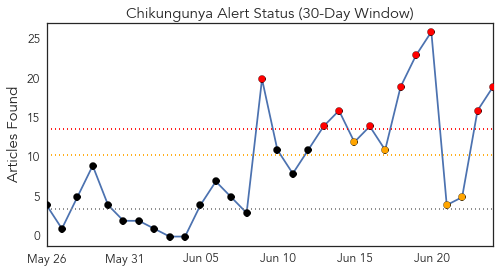 Chikungunya Alert Status (30-Day Window)
Articles Found
25
20
15
10
5
0
May 26
May 31
Jun 05
Jun 10
Jun 15
Jun 20